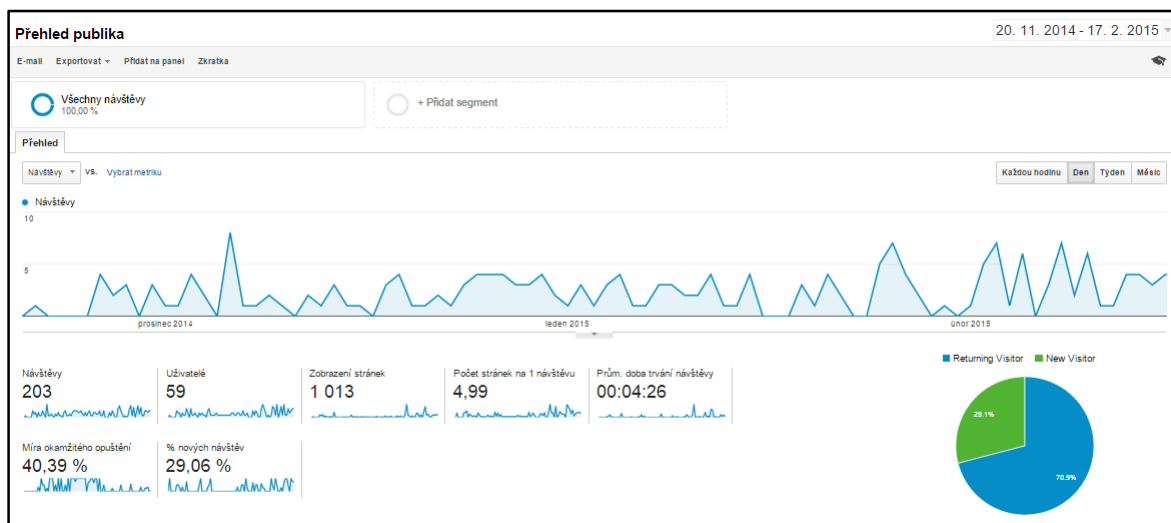 Přehled publika
20. 11. 2014 - 17. 2. 2015
E-mail Exportovat Přidat na panel Zkratka
Všechny návštěvy
100,00 %
+ Přidat segment
Přehled
Návštěvy vs. Vybrat metriku
Každou hodinu Den Týden Měsíc
Návštěvy
10
5
prosinec 2014 leden 2015 únor 2015
Returning Visitor New Visitor
Návštěvy Uživatelé Zobrazení stránek Počet stránek na 1 návštěvu Prům. doba trvání návštěvy
203 59 1 013 4,99 00:04:26
29.1%
70.9%
Míra okamžitého opuštění % nových návštěv
40,39 % 29,06 %